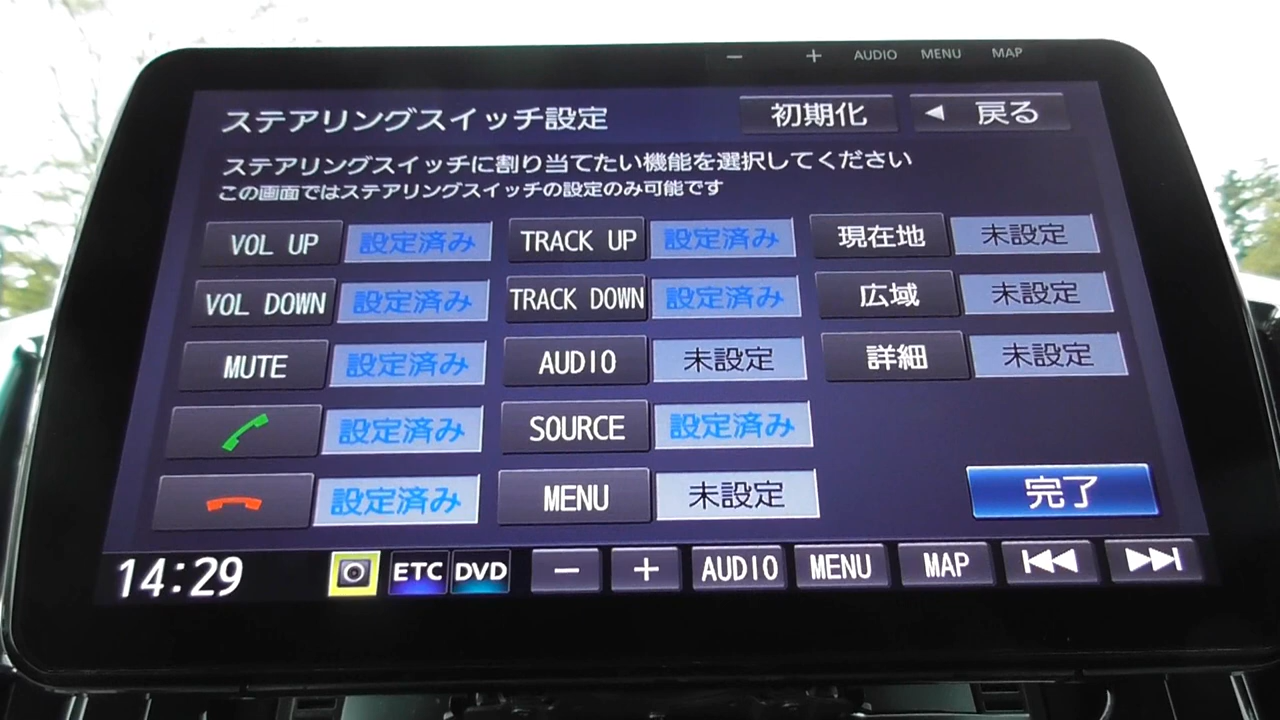 − + AUDIO MENU MAP
ステアリングスイッチ設定 初期化 ◀ 戻る
ステアリングスイッチに割り当てたい機能を選択してください
この画面ではステアリングスイッチの設定のみ可能です
VOL UP 設定済み TRACK UP 設定済み 現在地 未設定
VOL DOWN 設定済み TRACK DOWN 設定済み 広域 未設定
MUTE 設定済み AUDIO 未設定 詳細 未設定
設定済み SOURCE 設定済み
設定済み MENU 未設定 完了
14:29 ETC DVD − + AUDIO MENU MAP